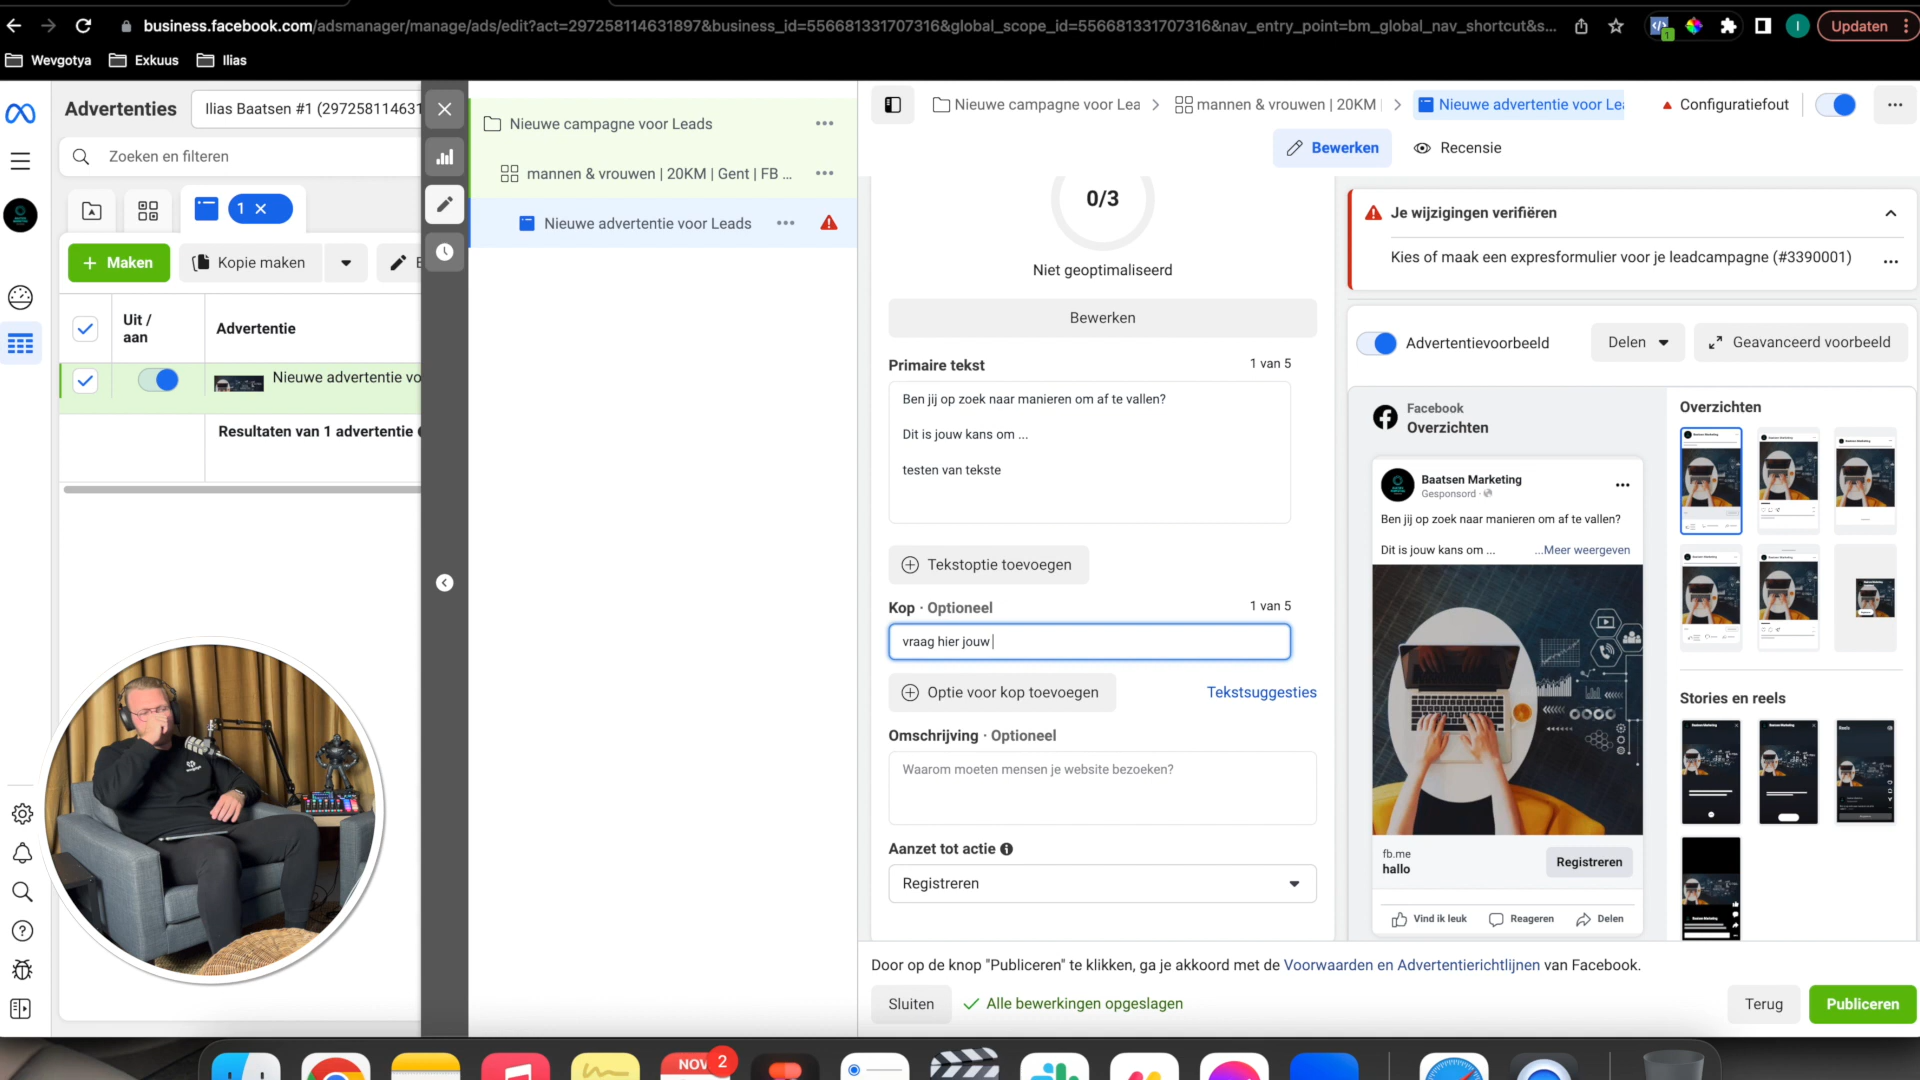 business.facebook.com/adsmanager/manage/ads/edit?act=297258114631897&business_id=556681331707316&global_scope_id=556681331707316&nav_entry_point=bm_global_nav_shortcut&s...
Updaten
Wevgotya
Exkuus
Ilias
Advertenties
Ilias Baatsen #1 (297258114631
Zoeken en filteren
1
Maken
Kopie maken
Uit /
aan
Advertentie
Nieuwe advertentie vo
Resultaten van 1 advertentie
Nieuwe campagne voor Leads
mannen & vrouwen | 20KM | Gent | FB ...
Nieuwe advertentie voor Leads
Nieuwe campagne voor Lea
mannen & vrouwen | 20KM |
Nieuwe advertentie voor Lea
Configuratiefout
Bewerken
Recensie
0/3
Niet geoptimaliseerd
Bewerken
Primaire tekst
1 van 5
Ben jij op zoek naar manieren om af te vallen?
Dit is jouw kans om ...
testen van tekste
Tekstoptie toevoegen
Kop · Optioneel
1 van 5
vraag hier jouw
Optie voor kop toevoegen
Tekstsuggesties
Omschrijving · Optioneel
Waarom moeten mensen je website bezoeken?
Aanzet tot actie
Registreren
Je wijzigingen verifiëren
Kies of maak een expresformulier voor je leadcampagne (#3390001)
Advertentievoorbeeld
Delen
Geavanceerd voorbeeld
Facebook
Overzichten
Baatsen Marketing
Gesponsord ·
Ben jij op zoek naar manieren om af te vallen?
Dit is jouw kans om ...
...Meer weergeven
fb.me
hallo
Registreren
Vind ik leuk
Reageren
Delen
Overzichten
Stories en reels
Door op de knop "Publiceren" te klikken, ga je akkoord met de Voorwaarden en Advertentierichtlijnen van Facebook.
Sluiten
Alle bewerkingen opgeslagen
Terug
Publiceren
NOV
2